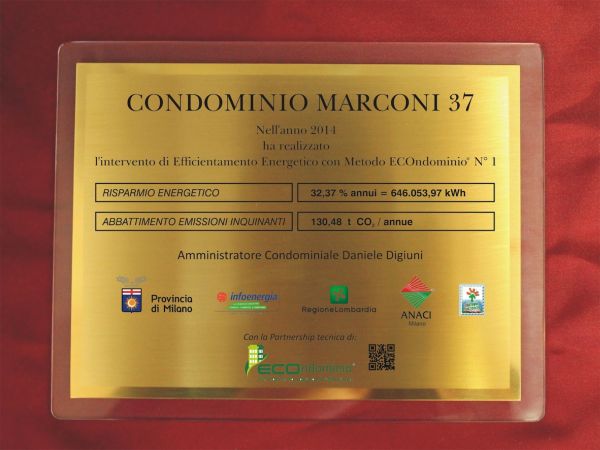 CONDOMINIO MARCONI 37
Nell'anno 2014
ha realizzato
l'intervento di Efficientamento Energetico con Metodo ECOndominio® N° 1
RISPARMIO ENERGETICO 32,37 % annui = 646.053,97 kWh
ABBATTIMENTO EMISSIONI INQUINANTI 130,48 t CO2 / annue
Amministratore Condominiale Daniele Digiuni
Provincia di Milano
infoenergia
RegioneLombardia
ANACI
Milano
Con la Partnership tecnica di:
ECOndominio